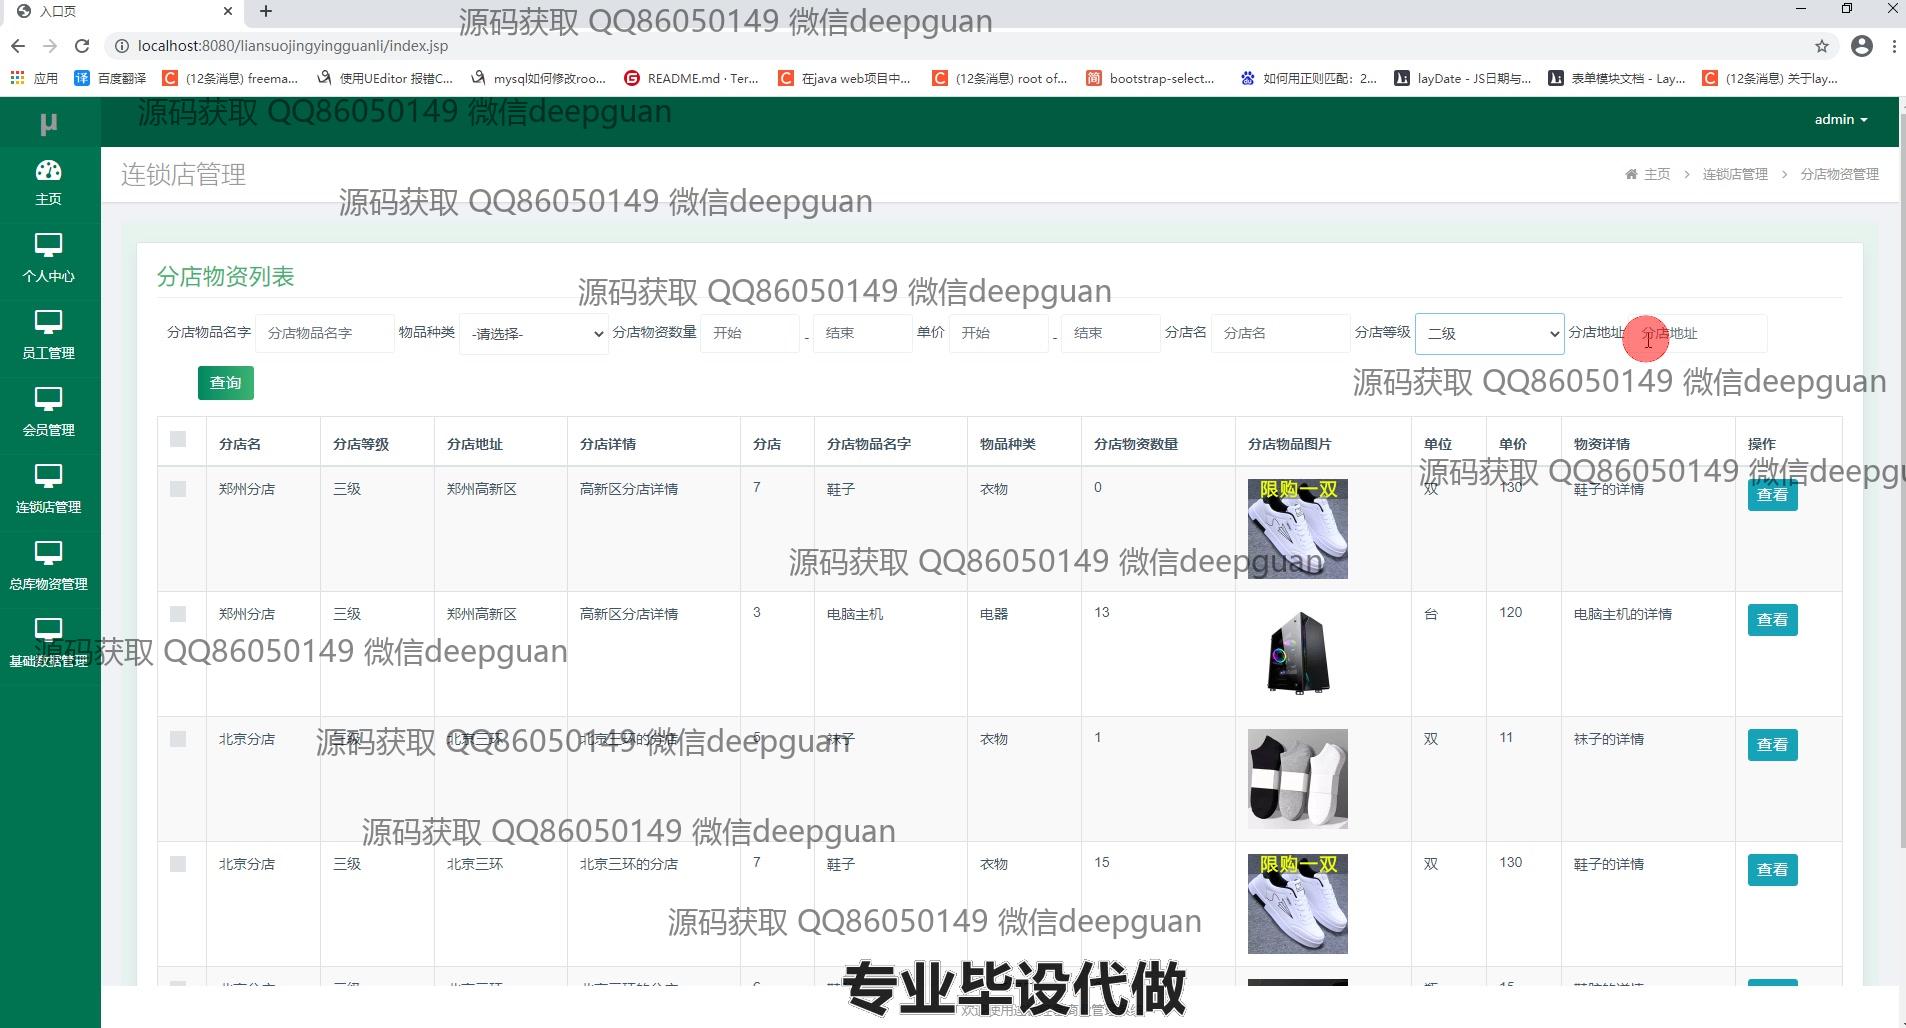 入口页
源码获取 QQ86050149 微信deepguan
localhost:8080/liansuojingyingguanli/index.jsp
应用 百度翻译 (12条消息) freema... 使用UEditor 报错C... mysql如何修改roo... README.md · Ter... 在java web项目中... (12条消息) root of... bootstrap-select... 如何用正则匹配：2... layDate - JS日期与... 表单模块文档 - Lay... (12条消息) 关于lay...
μ
源码获取 QQ86050149 微信deepguan
admin
主页
个人中心
员工管理
会员管理
连锁店管理
总库物资管理
基础数据管理
连锁店管理
主页 > 连锁店管理 > 分店物资管理
源码获取 QQ86050149 微信deepguan
分店物资列表
源码获取 QQ86050149 微信deepguan
分店物品名字 分店物品名字 物品种类 -请选择- 分店物资数量 开始 - 结束 单价 开始 - 结束 分店名 分店名 分店等级 二级 分店地址 分店地址
查询
源码获取 QQ86050149 微信deepguan
分店名 分店等级 分店地址 分店详情 分店 分店物品名字 物品种类 分店物资数量 分店物品图片 单位 单价 物资详情 操作
源码获取 QQ86050149 微信deepgu
郑州分店 三级 郑州高新区 高新区分店详情 7 鞋子 衣物 0 限购一双 双 130 鞋子的详情 查看
源码获取 QQ86050149 微信deepguan
郑州分店 三级 郑州高新区 高新区分店详情 3 电脑主机 电器 13 台 120 电脑主机的详情 查看
源码获取 QQ86050149 微信deepguan
北京分店 三级 北京三环 北京三环的分店 袜子 衣物 1 双 11 袜子的详情 查看
源码获取 QQ86050149 微信deepguan
源码获取 QQ86050149 微信deepguan
北京分店 三级 北京三环 北京三环的分店 7 鞋子 衣物 15 限购一双 双 130 鞋子的详情 查看
源码获取 QQ86050149 微信deepguan
专业毕设代做